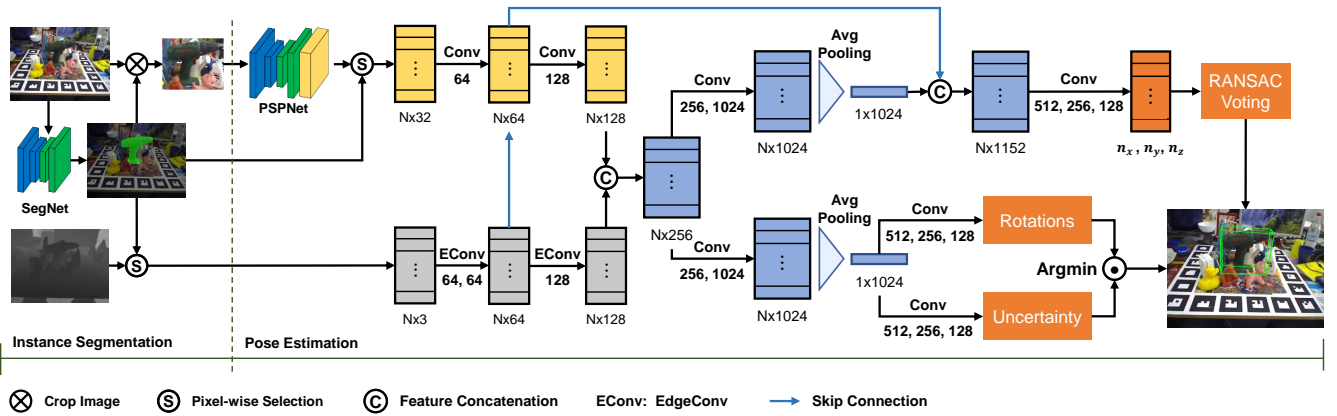 SegNet
PSPNet
Nx32
Conv
64
Nx64
Conv
128
Nx128
Nx3
EConv
64, 64
Nx64
EConv
128
Nx128
Nx256
Conv
256, 1024
Nx1024
Avg
Pooling
1x1024
Nx1152
Conv
512, 256, 128
n_x , n_y, n_z
RANSAC
Voting
Conv
256, 1024
Nx1024
Avg
Pooling
1x1024
Conv
512, 256, 128
Rotations
Conv
512, 256, 128
Uncertainty
Argmin
S
S
C
C
Instance Segmentation
Pose Estimation
Crop Image
S Pixel-wise Selection
C Feature Concatenation
EConv: EdgeConv
Skip Connection